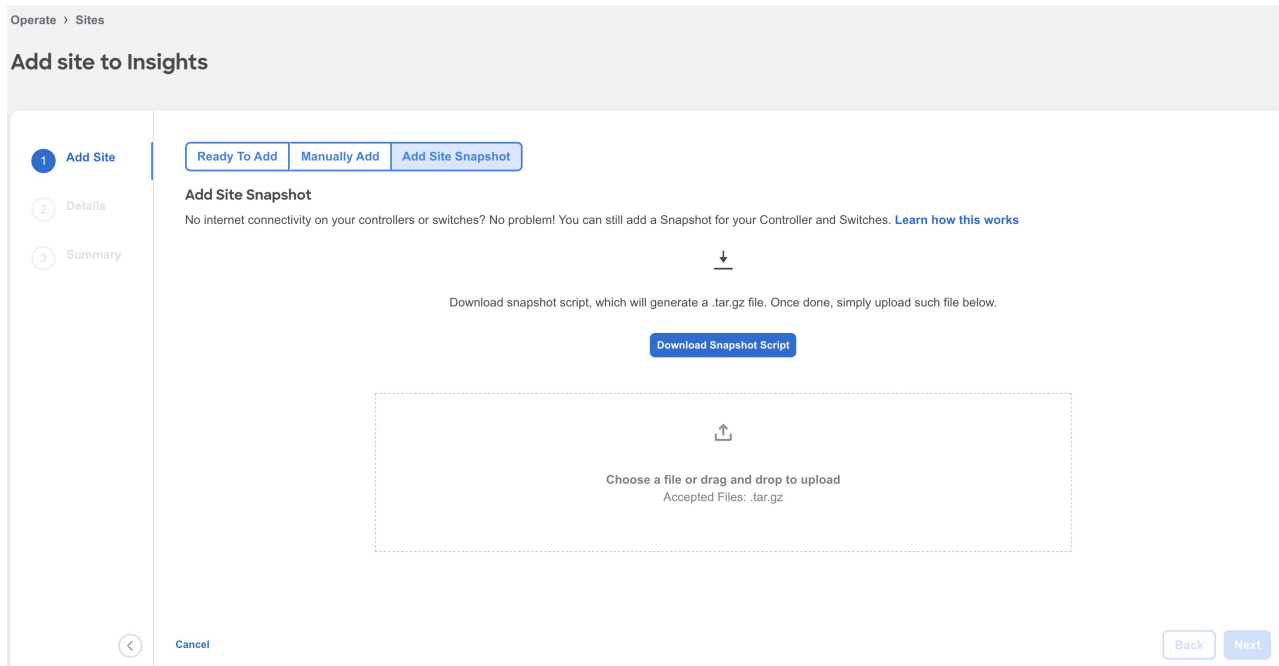 Operate > Sites
Add site to Insights
1 Add Site
2 Details
3 Summary
Ready To Add Manually Add Add Site Snapshot
Add Site Snapshot
No internet connectivity on your controllers or switches? No problem! You can still add a Snapshot for your Controller and Switches. Learn how this works
Download snapshot script, which will generate a .tar.gz file. Once done, simply upload such file below.
Download Snapshot Script
Choose a file or drag and drop to upload
Accepted Files: .tar.gz
Cancel
Back Next